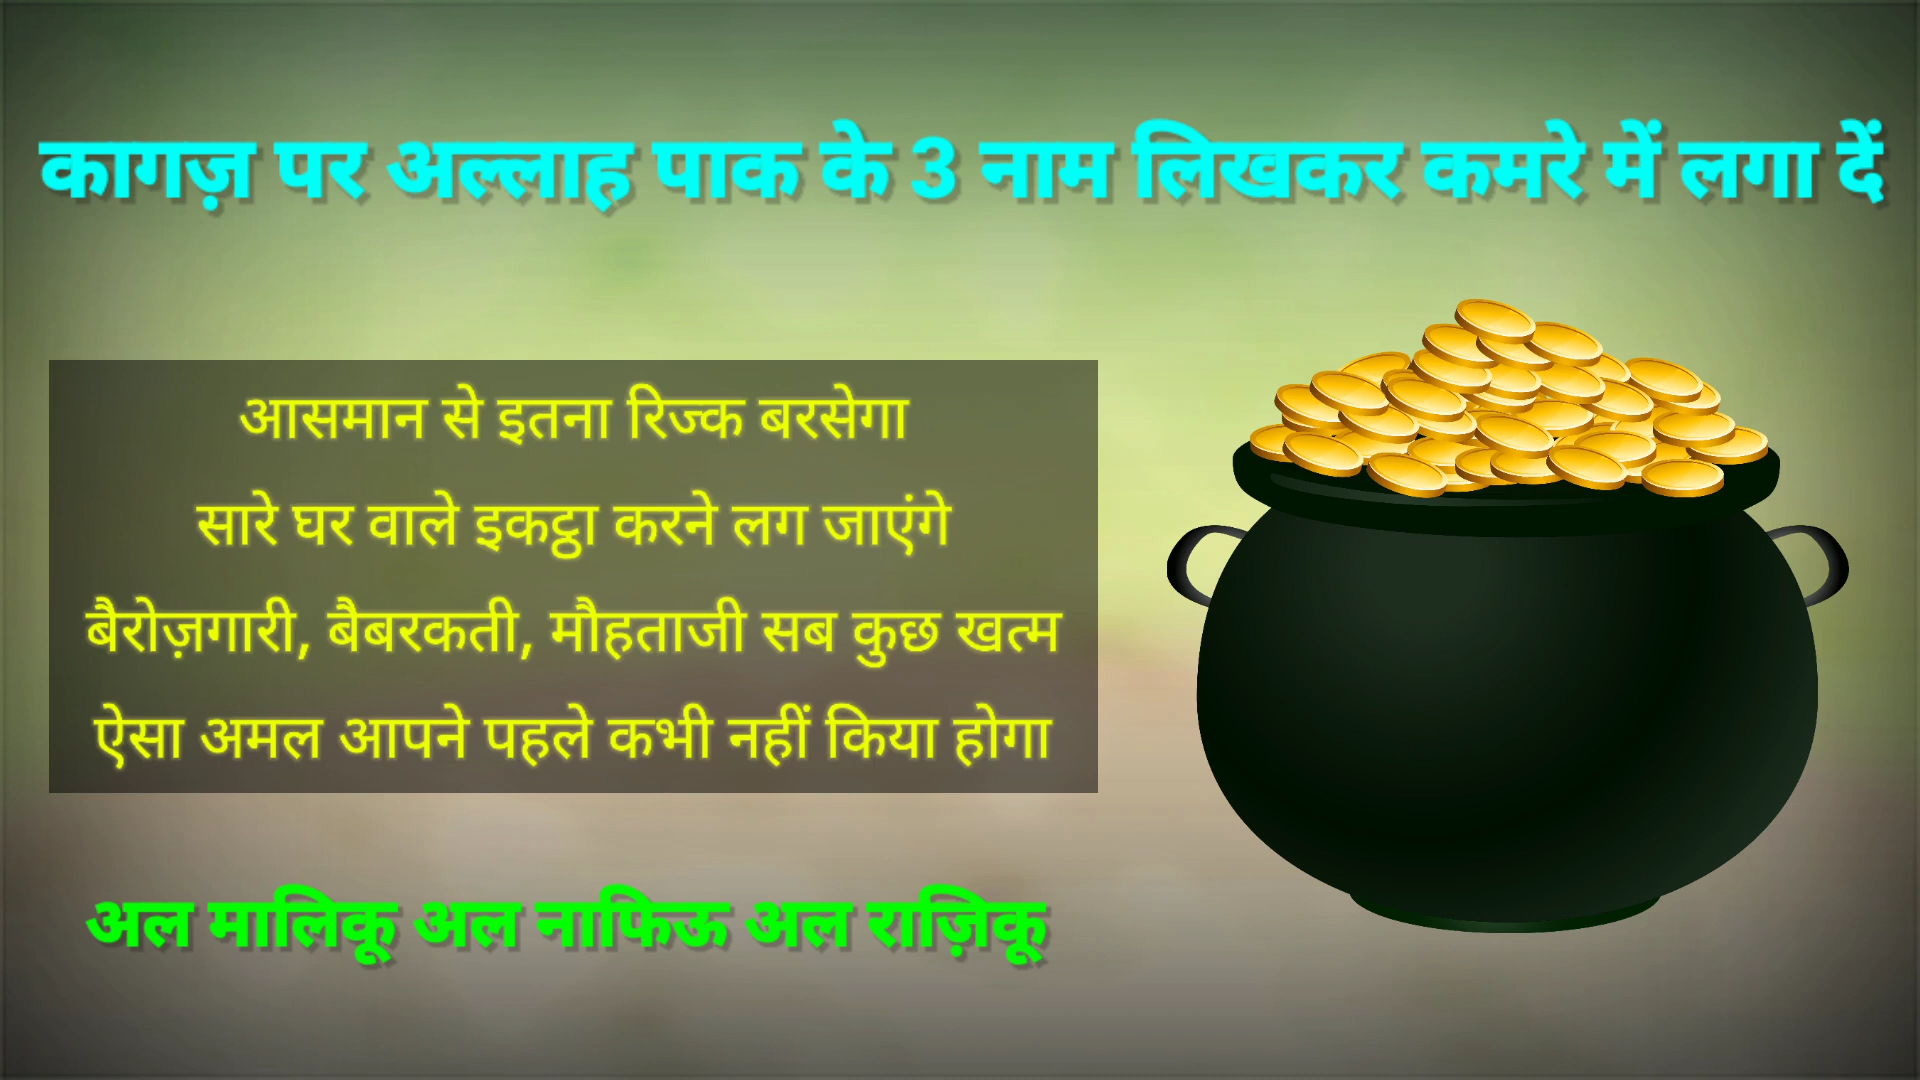 कागज़ पर अल्लाह पाक के 3 नाम लिखकर कमरे में लगा दें
आसमान से इतना रिज्क बरसेगा
सारे घर वाले इकट्ठा करने लग जाएंगे
बैरोज़गारी, बैबरकती, मौहताजी सब कुछ खत्म
ऐसा अमल आपने पहले कभी नहीं किया होगा
अल मालिकू अल नाफिऊ अल राज़िकू